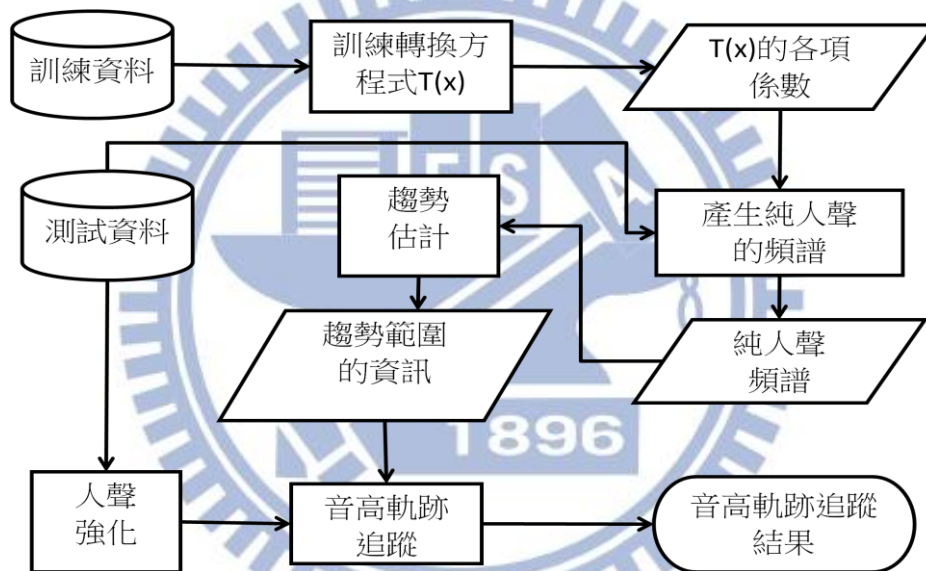 訓練資料
訓練轉換方
程式T(x)
T(x)的各項
係數
測試資料
趨勢
估計
產生純人聲
的頻譜
趨勢範圍
的資訊
純人聲
頻譜
ESA
1896
人聲
強化
音高軌跡
追蹤
音高軌跡追蹤
結果